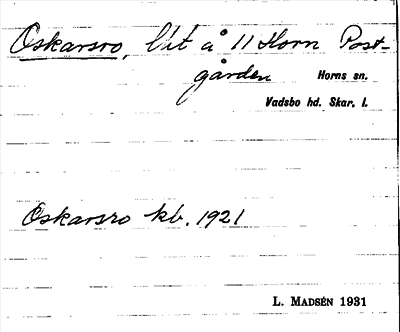 Oskarsro, lht å 11 Horn Post-
gården Horns sn.
Vadsbo hd. Skar. l.
Oskarsro kb. 1921
L. MADSÉN 1931